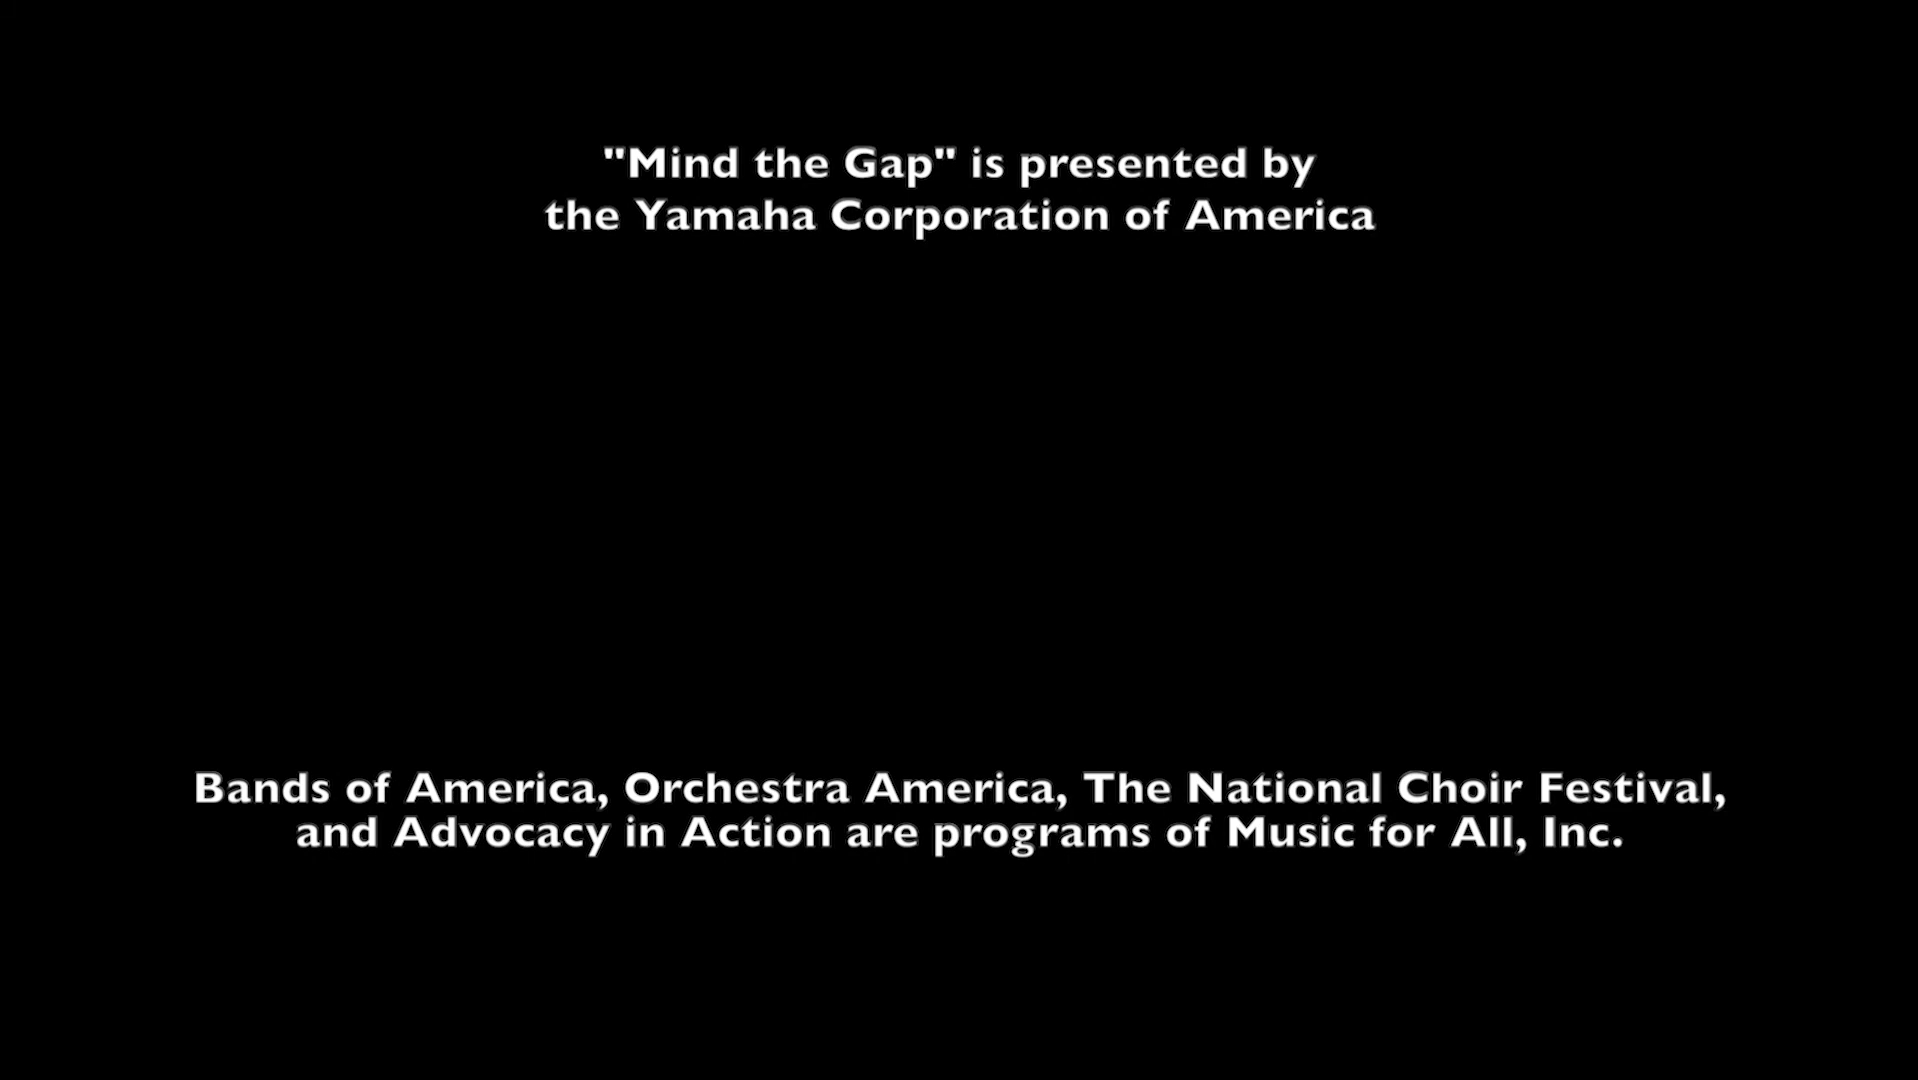 "Mind the Gap" is presented by
the Yamaha Corporation of America
Bands of America, Orchestra America, The National Choir Festival,
and Advocacy in Action are programs of Music for All, Inc.